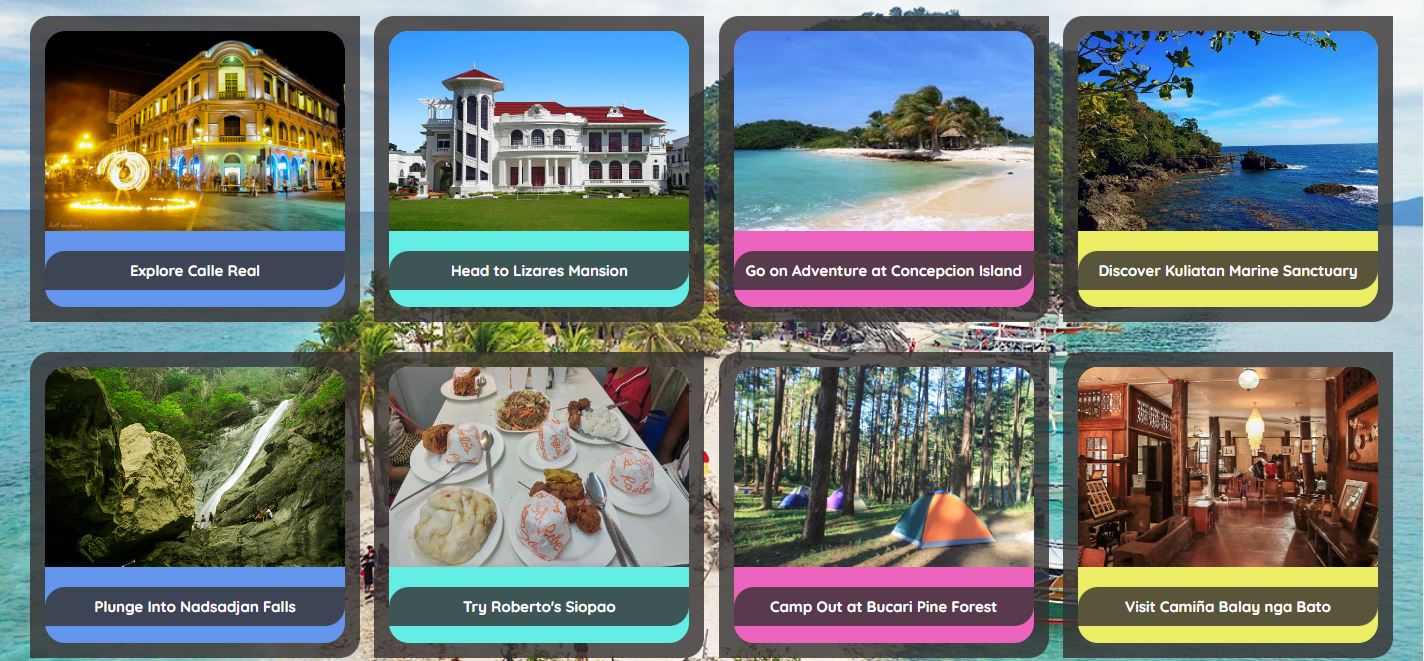 Explore Calle Real
Head to Lizares Mansion
Go on Adventure at Concepcion Island
Discover Kuliatan Marine Sanctuary
Plunge Into Nadsadjan Falls
Try Roberto's Siopao
Camp Out at Bucari Pine Forest
Visit Camiña Balay nga Bato